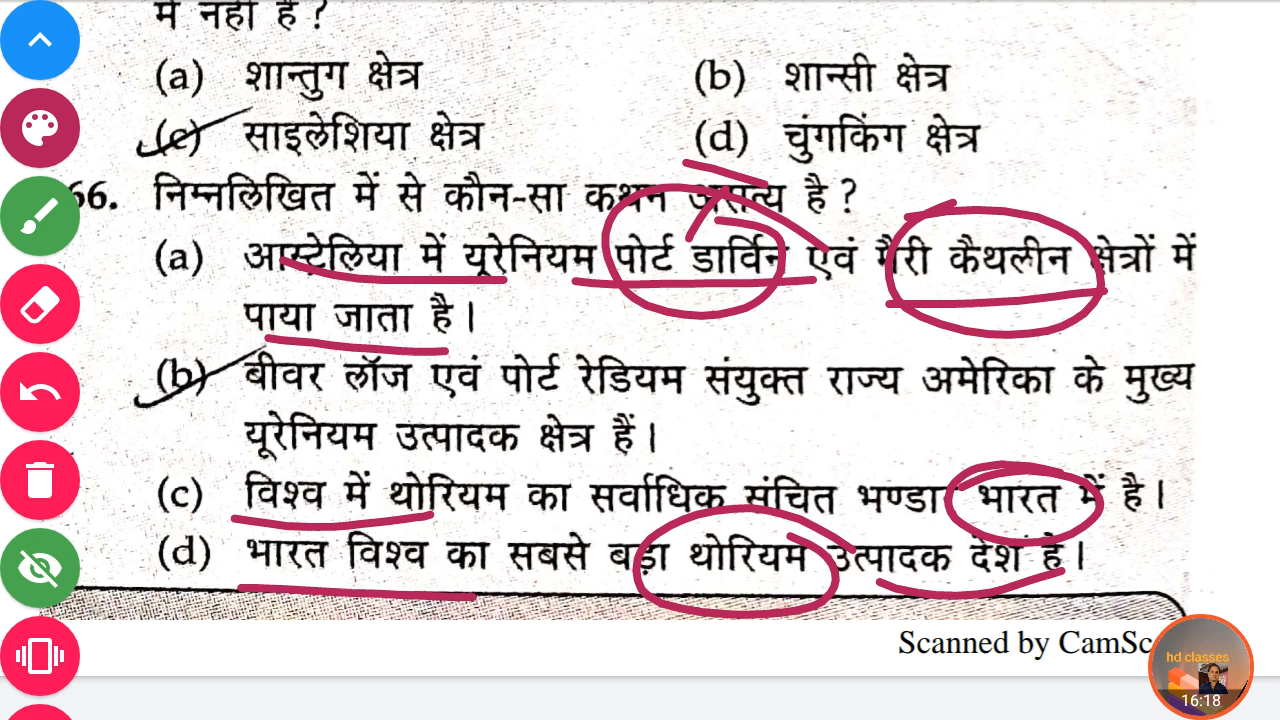 में नहीं है ?
(a) शान्तुग क्षेत्र (b) शान्सी क्षेत्र
(c) साइलेशिया क्षेत्र (d) चुंगकिंग क्षेत्र
66. निम्नलिखित में से कौन-सा कथन असत्य है ?
(a) आस्ट्रेलिया में यूरेनियम पोर्ट डार्विन एवं मैरी कैथलीन क्षेत्रों में
पाया जाता है।
(b) बीवर लॉज एवं पोर्ट रेडियम संयुक्त राज्य अमेरिका के मुख्य
यूरेनियम उत्पादक क्षेत्र हैं।
(c) विश्व में थोरियम का सर्वाधिक संचित भण्डार भारत में है।
(d) भारत विश्व का सबसे बड़ा थोरियम उत्पादक देश है।
Scanned by CamSc
hd classes
16:18